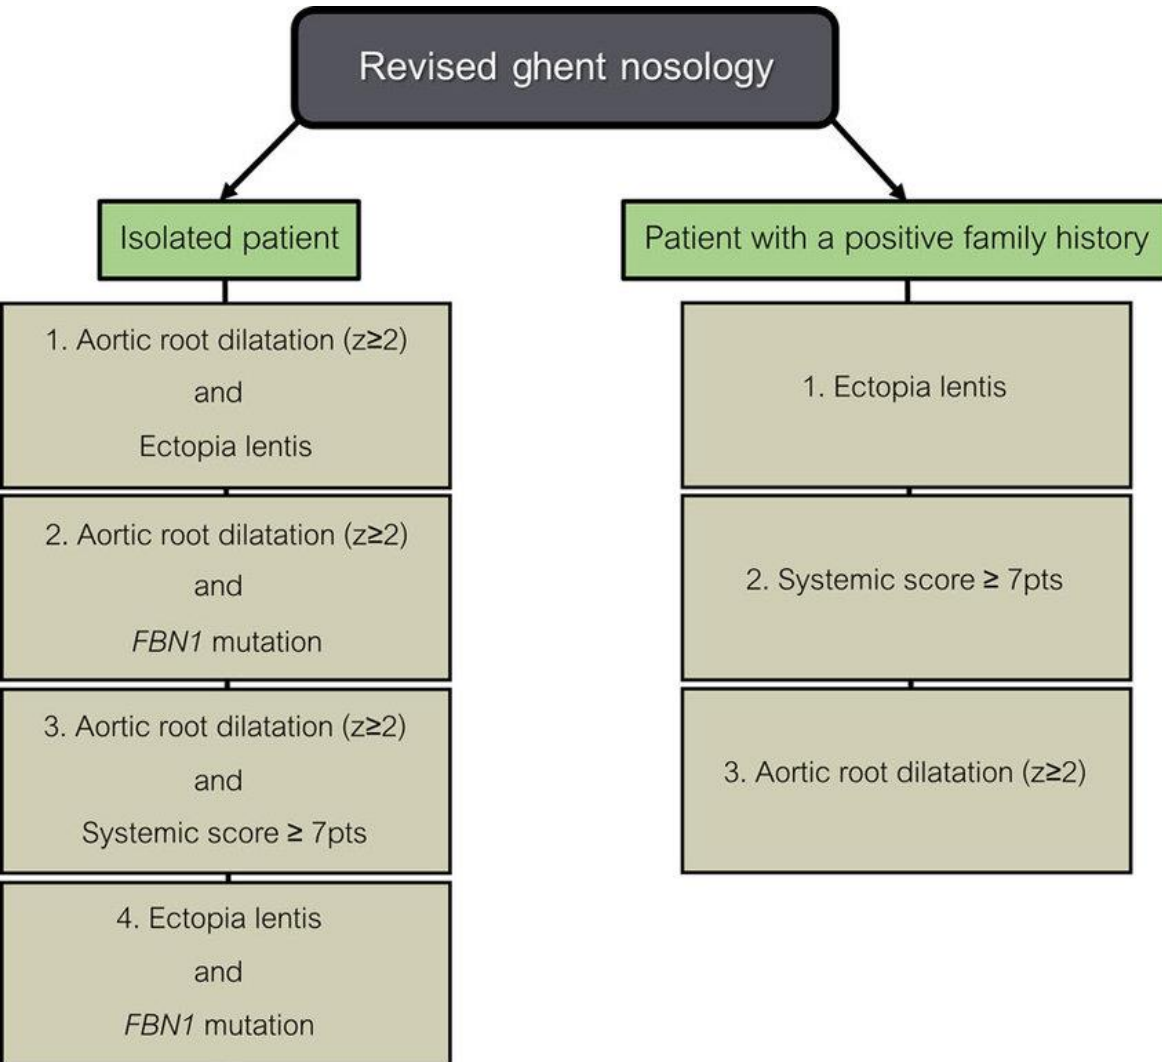 Revised ghent nosology
Isolated patient
1. Aortic root dilatation (z≥2)
and
Ectopia lentis
2. Aortic root dilatation (z≥2)
and
FBN1 mutation
3. Aortic root dilatation (z≥2)
and
Systemic score ≥ 7pts
4. Ectopia lentis
and
FBN1 mutation
Patient with a positive family history
1. Ectopia lentis
2. Systemic score ≥ 7pts
3. Aortic root dilatation (z≥2)